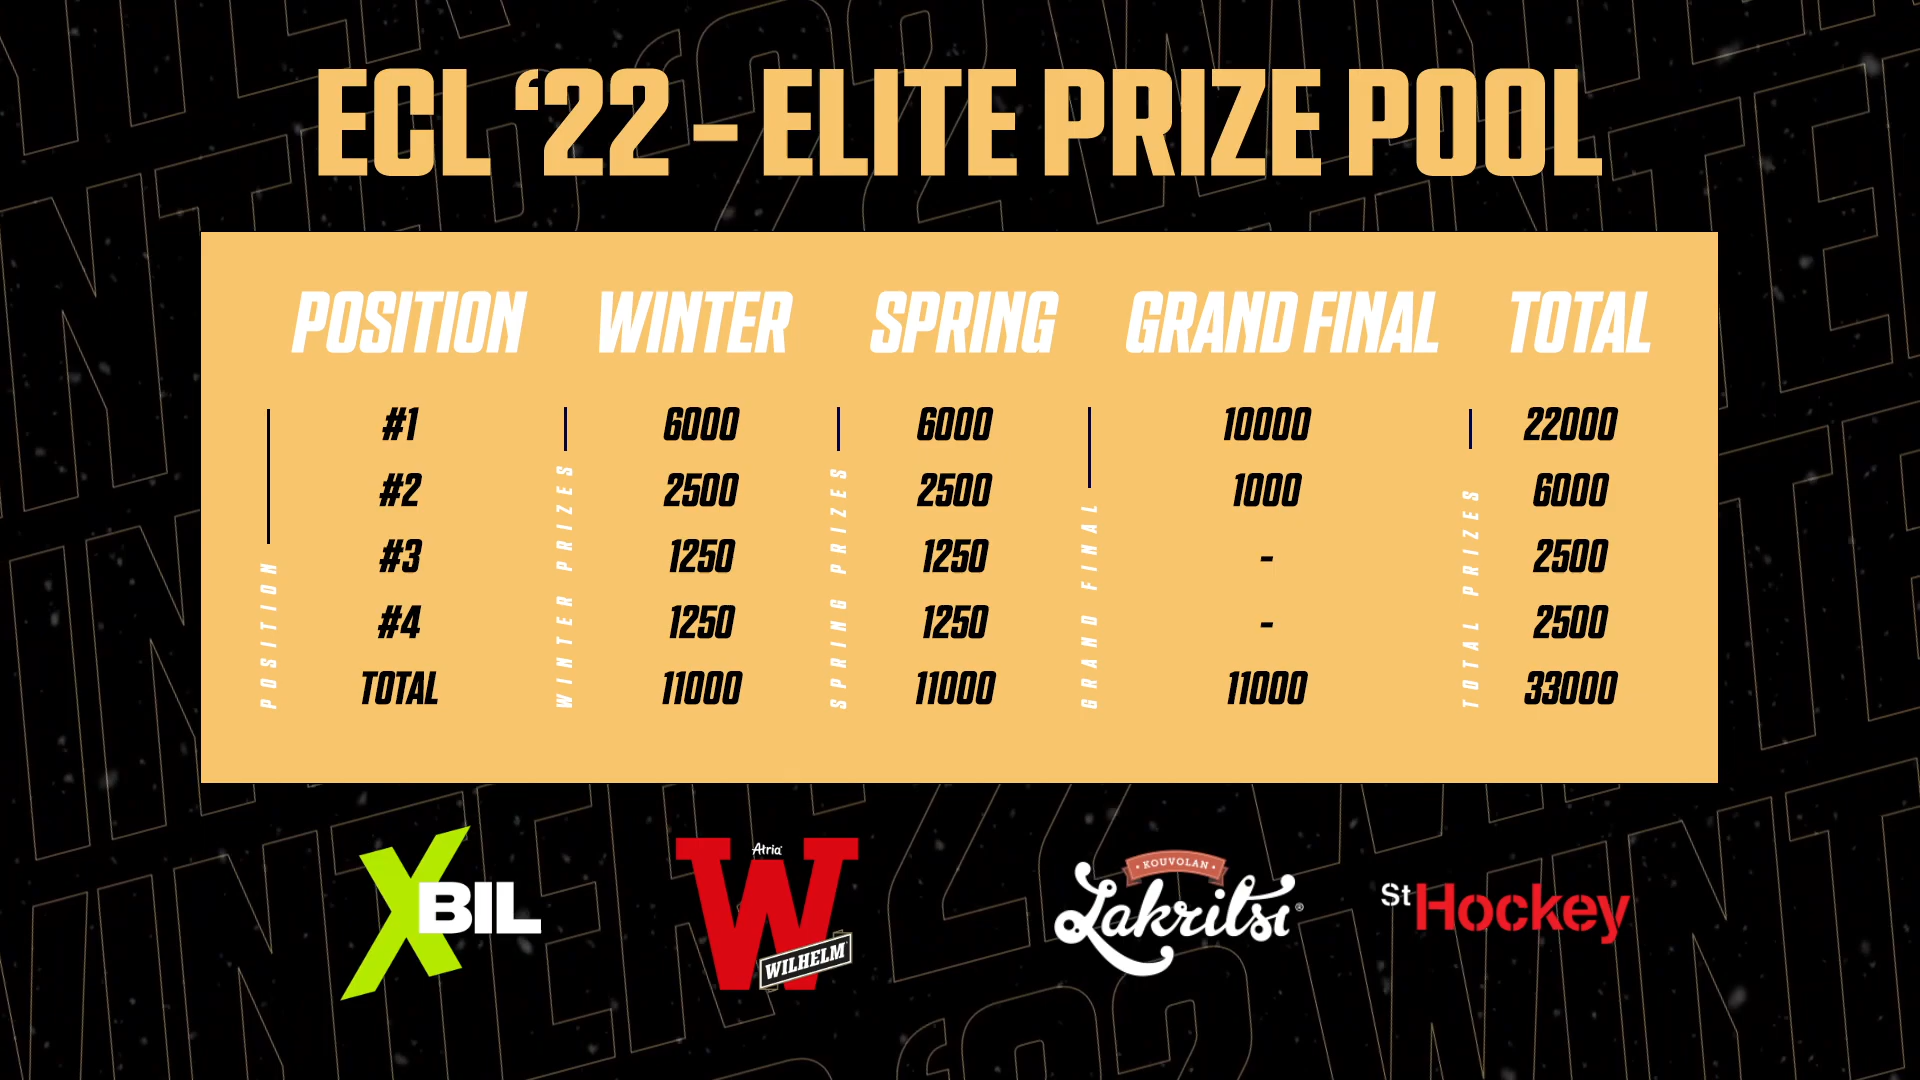 ECL ‘22 - ELITE PRIZE POOL
POSITION WINTER SPRING GRAND FINAL TOTAL
#1 6000 6000 10000 22000
#2 2500 2500 1000 6000
#3 1250 1250 - 2500
#4 1250 1250 - 2500
TOTAL 11000 11000 11000 33000
POSITION
WINTER PRIZES
SPRING PRIZES
GRAND FINAL
TOTAL PRIZES
XBIL
Atria
W
WILHELM
• KOUVOLAN •
Lakritsi®
St Hockey